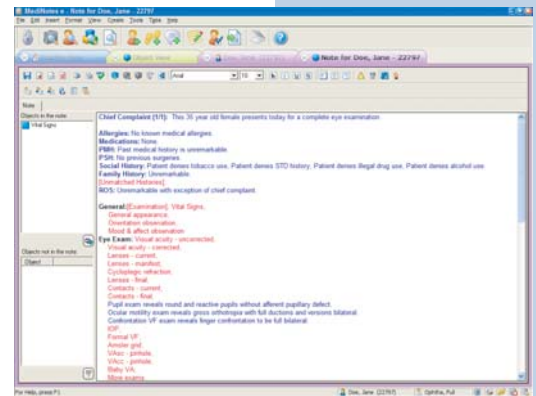 MediNotes e - Note for Doe, Jane - 22797
File Edit Insert Format View Create Tools Table Help
Note for Doe, Jane - 22797
Arial 10
Note
Objects in the note:
Vital Signs
Objects not in the note:
Object
Chief Complaint (1/1): This 35 year old female presents today for a complete eye examination
Allergies: No known medical allergies.
Medications: None.
PMH: Past medical history is unremarkable.
PSH: No previous surgeries.
Social History: Patient denies tobacco use, Patient denies STD history, Patient denies illegal drug use, Patient denies alcohol use.
Family History: Unremarkable.
[Unmatched Histories].
ROS: Unremarkable with exception of chief complaint.
General:[Examination]. Vital Signs.
General appearance.
Orientation observation.
Mood & affect observation
Eye Exam: Visual acuity - uncorrected.
Visual acuity - corrected.
Lenses - current.
Lenses - manifest.
Cycloplegic refraction.
Lenses - final.
Contacts - current.
Contacts - final.
Pupil exam reveals round and reactive pupils without afferent pupillary defect.
Ocular motility exam reveals gross orthotropia with full ductions and versions bilateral.
Confrontation VF exam reveals finger confrontation to be full bilateral.
IOP.
Formal VF.
Amsler grid.
VAsc - pinhole.
VAcc - pinhole.
Baby VA.
More exams.
For Help, press F1
Doe, Jane (22797)